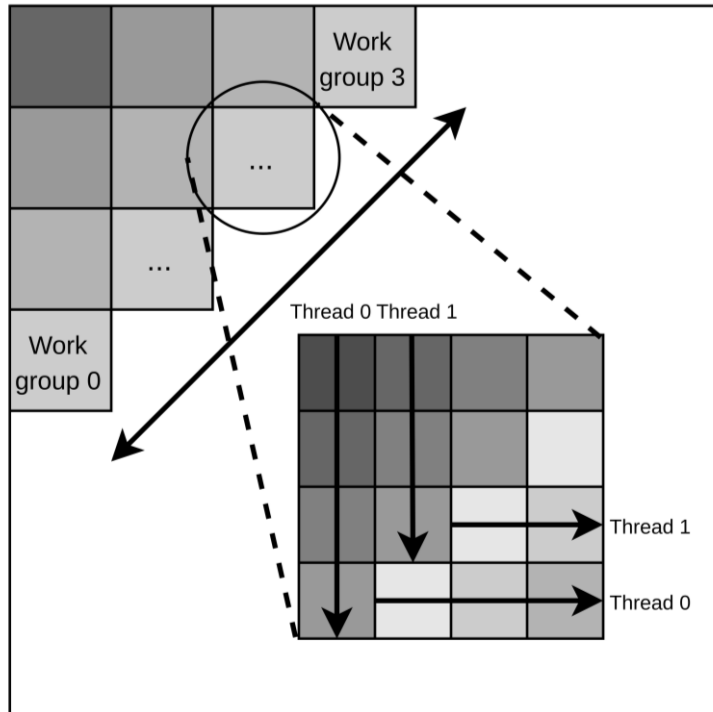 Work
group 3
...
...
Work
group 0
Thread 0 Thread 1
Thread 1
Thread 0